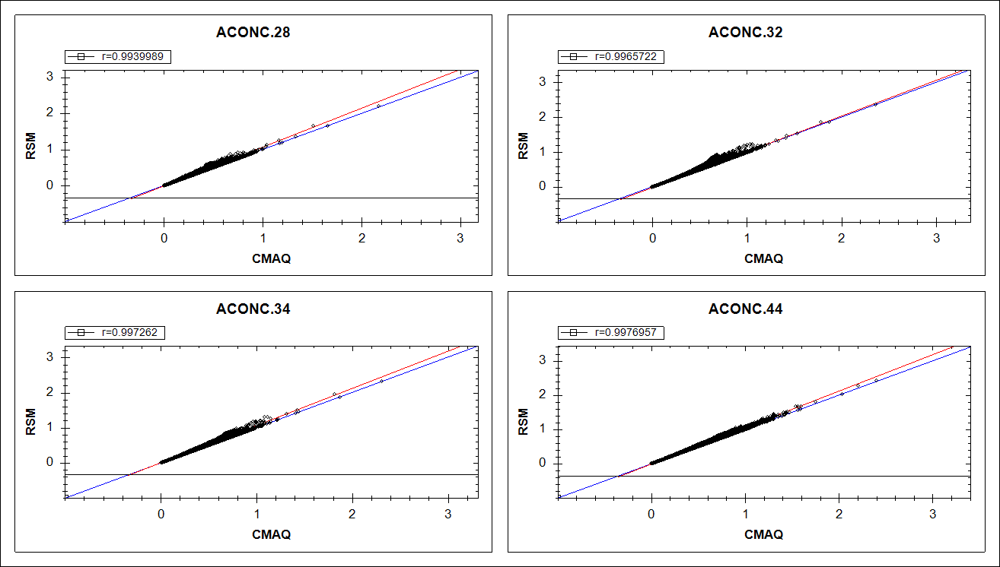 ACONC.28
r=0.9939989
3
2
1
0
RSM
0 1 2 3
CMAQ
ACONC.32
r=0.9965722
3
2
1
0
RSM
0 1 2 3
CMAQ
ACONC.34
r=0.997262
3
2
1
0
RSM
0 1 2 3
CMAQ
ACONC.44
r=0.9976957
3
2
1
0
RSM
0 1 2 3
CMAQ